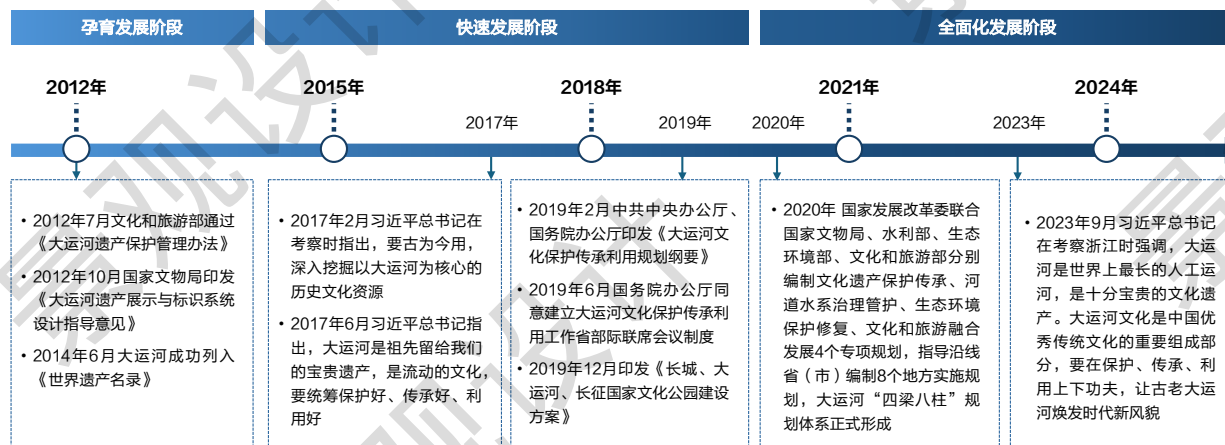 孕育发展阶段
快速发展阶段
全面化发展阶段
2012年
2015年
2017年
2018年
2019年
2020年
2021年
2023年
2024年
• 2012年7月文化和旅游部通过
《大运河遗产保护管理办法》
• 2012年10月国家文物局印发
《大运河遗产展示与标识系统
设计指导意见》
• 2014年6月大运河成功列入
《世界遗产名录》
• 2017年2月习近平总书记在
考察时指出，要古为今用，
深入挖掘以大运河为核心的
历史文化资源
• 2017年6月习近平总书记指
出，大运河是祖先留给我们
的宝贵遗产，是流动的文化，
要统筹保护好、传承好、利
用好
• 2019年2月中共中央办公厅、
国务院办公厅印发《大运河文
化保护传承利用规划纲要》
• 2019年6月国务院办公厅同
意建立大运河文化保护传承利
用工作省部际联席会议制度
• 2019年12月印发《长城、大
运河、长征国家文化公园建设
方案》
• 2020年 国家发展改革委联合
国家文物局、水利部、生态
环境部、文化和旅游部分别
编制文化遗产保护传承、河
道水系治理管护、生态环境
保护修复、文化和旅游融合
发展4个专项规划，指导沿线
省（市）编制8个地方实施规
划，大运河“四梁八柱”规
划体系正式形成
• 2023年9月习近平总书记
在考察浙江时强调，大运
河是世界上最长的人工运
河，是十分宝贵的文化遗
产。大运河文化是中国优
秀传统文化的重要组成部
分，要在保护、传承、利
用上下功夫，让古老大运
河焕发时代新风貌
景观设计
景观设计